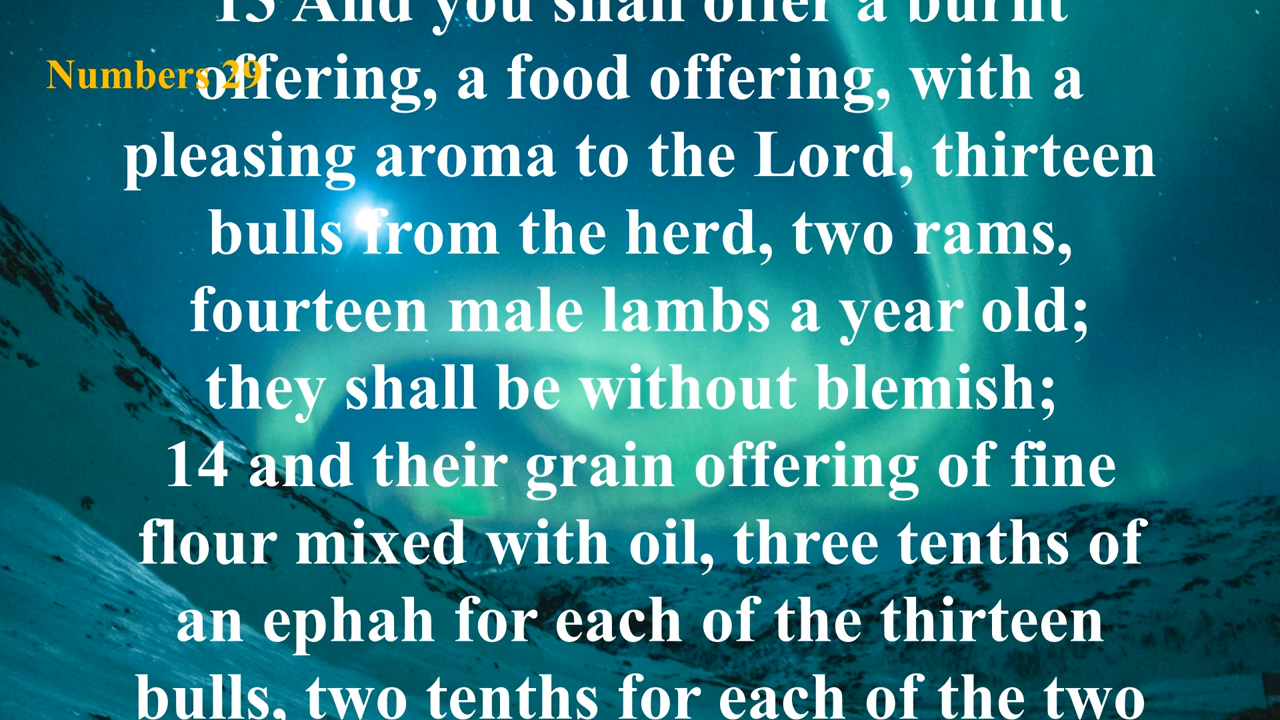 13 And you shall offer a burnt
Numbers 29
offering, a food offering, with a
pleasing aroma to the Lord, thirteen
bulls from the herd, two rams,
fourteen male lambs a year old;
they shall be without blemish;
14 and their grain offering of fine
flour mixed with oil, three tenths of
an ephah for each of the thirteen
bulls, two tenths for each of the two